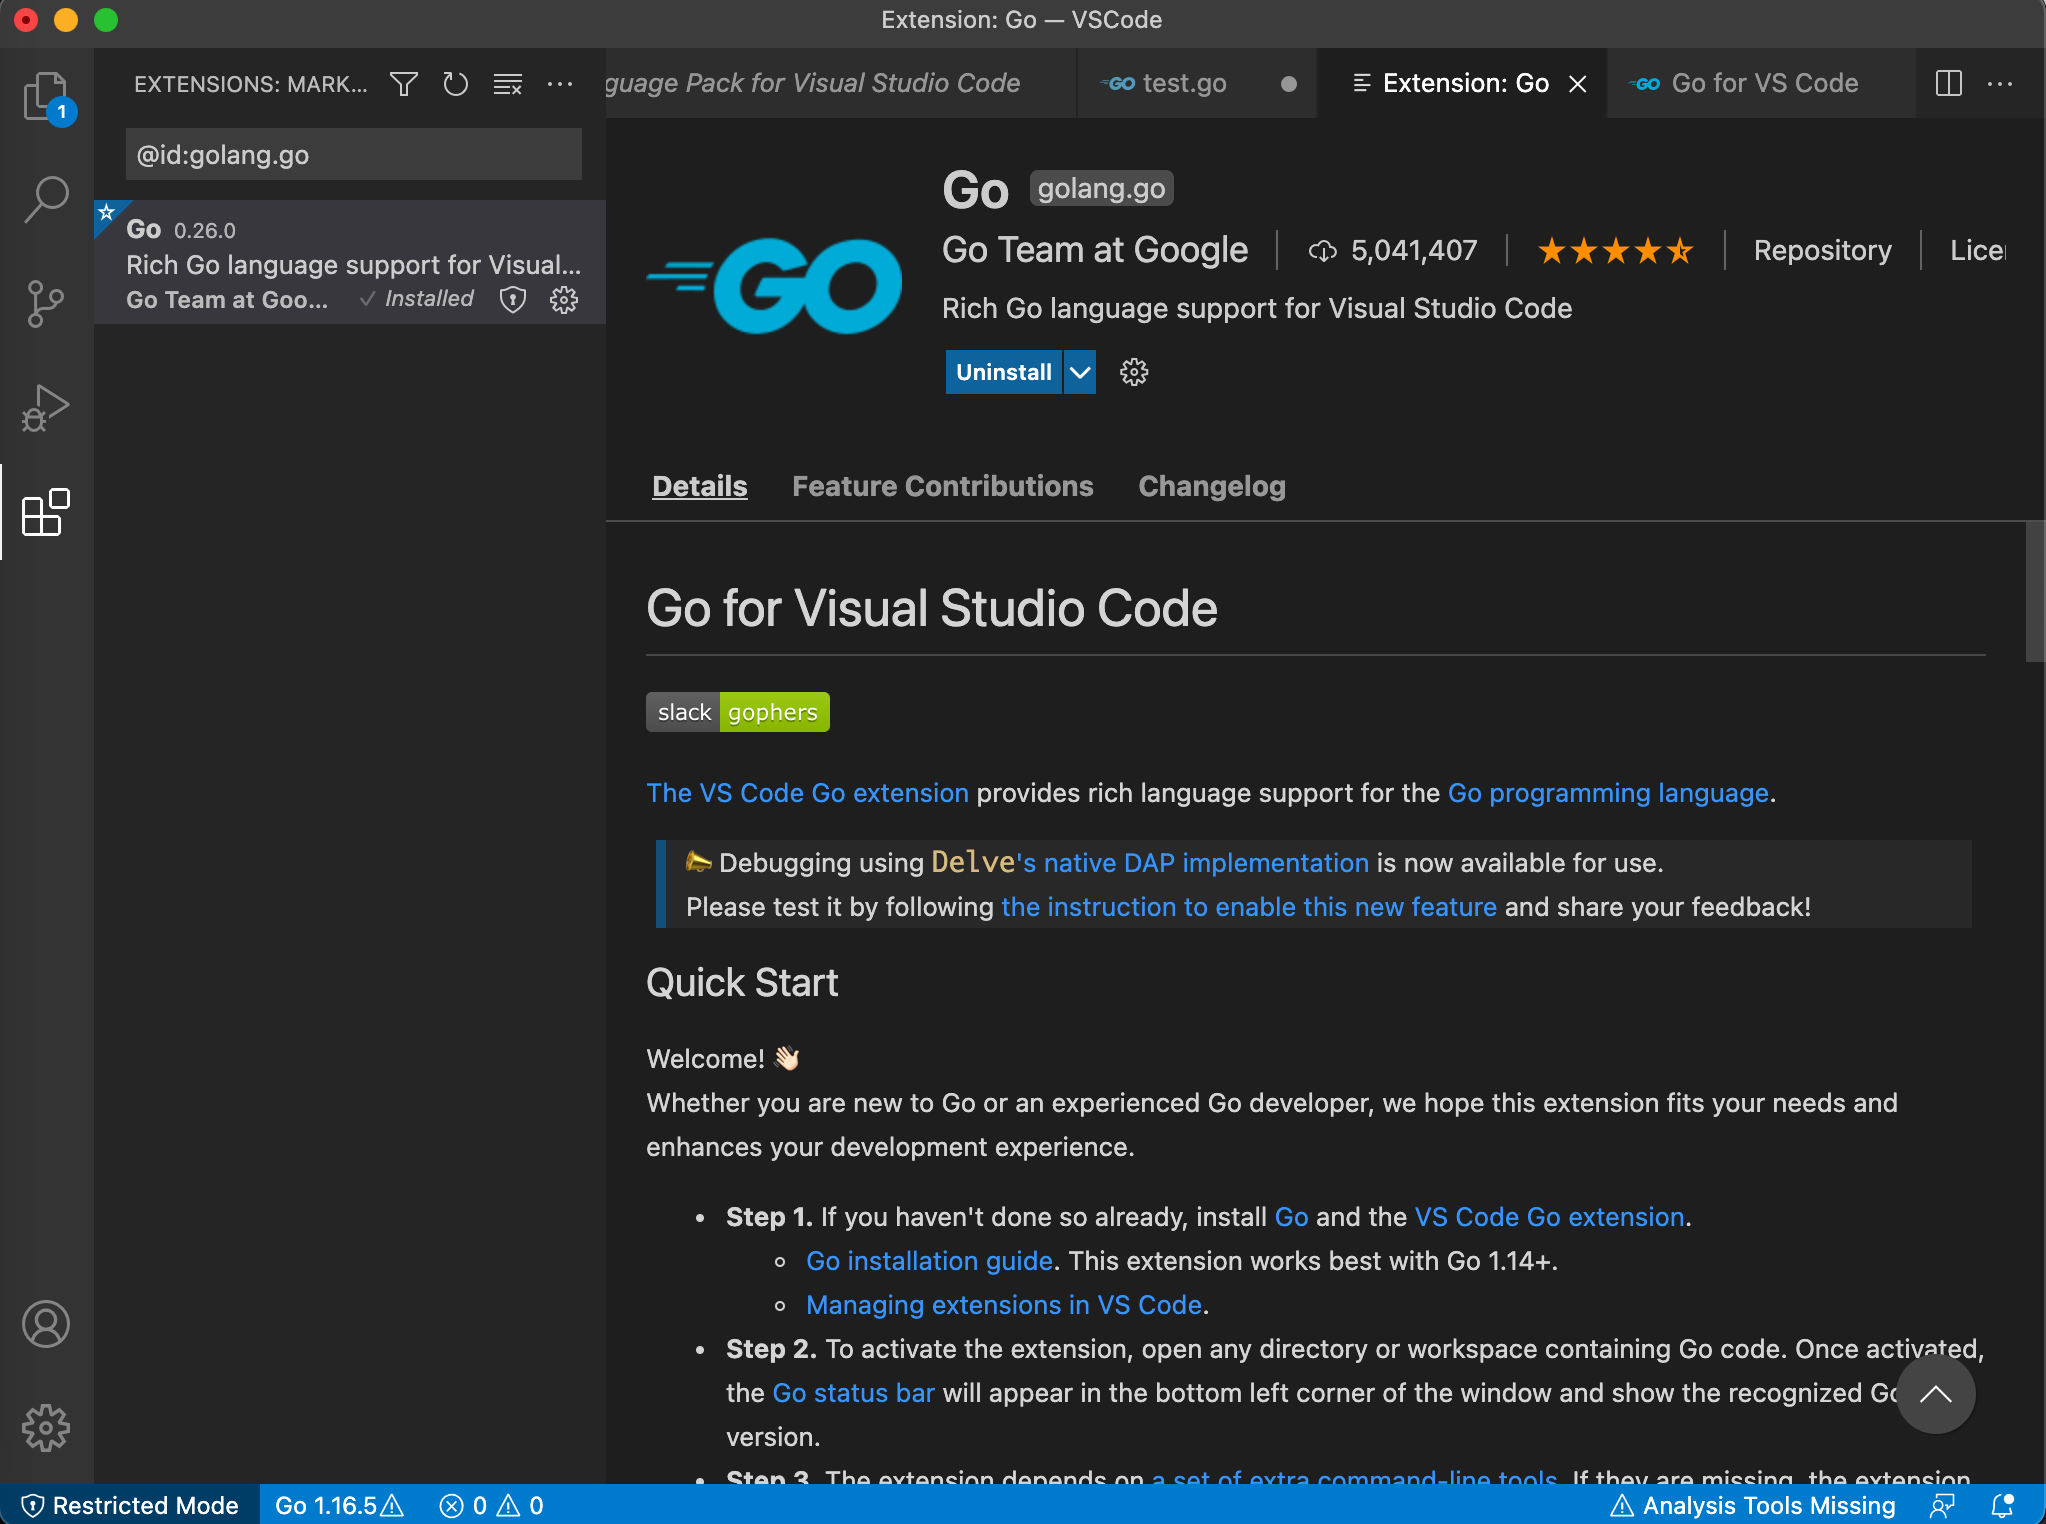 Extension: Go — VSCode
EXTENSIONS: MARK...
guage Pack for Visual Studio Code
GO test.go
Extension: Go
GO Go for VS Code
1
@id:golang.go
Go 0.26.0
Rich Go language support for Visual...
Go Team at Goo... ✓ Installed
GO
Go golang.go
Go Team at Google 5,041,407 Repository Lice
Rich Go language support for Visual Studio Code
Uninstall
Details Feature Contributions Changelog
Go for Visual Studio Code
slack gophers
The VS Code Go extension provides rich language support for the Go programming language.
📣 Debugging using Delve's native DAP implementation is now available for use.
Please test it by following the instruction to enable this new feature and share your feedback!
Quick Start
Welcome! 👋🏻
Whether you are new to Go or an experienced Go developer, we hope this extension fits your needs and
enhances your development experience.
• Step 1. If you haven't done so already, install Go and the VS Code Go extension.
◦ Go installation guide. This extension works best with Go 1.14+.
◦ Managing extensions in VS Code.
• Step 2. To activate the extension, open any directory or workspace containing Go code. Once activated,
the Go status bar will appear in the bottom left corner of the window and show the recognized Go
version.
• Step 3. The extension depends on a set of extra command-line tools. If they are missing, the extension
Restricted Mode Go 1.16.5 0 0 Analysis Tools Missing